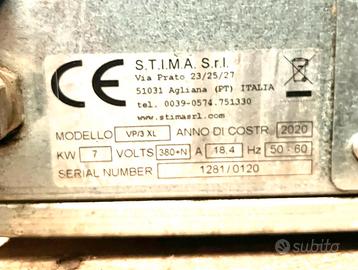 CE
S.T.I.M.A. S.r.l.
Via Prato 23/25/27
51031 Agliana (PT) ITALIA
tel. 0039-0574.751330
www.stimasrl.com
MODELLO VP/3 XL ANNO DI COSTR. 2020
KW 7 VOLTS 380+N A 18,4 Hz 50-60
SERIAL NUMBER 1281/0120
subito